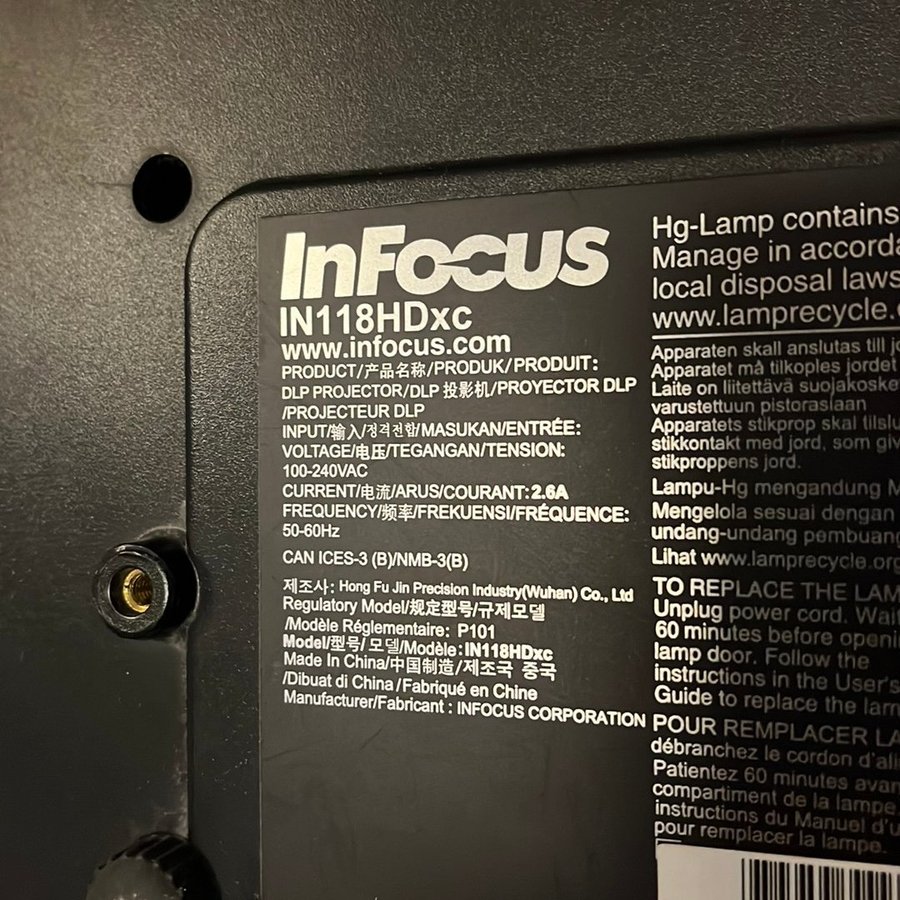 InFocus
IN118HDxc
www.infocus.com
PRODUCT/产品名称/PRODUK/PRODUIT:
DLP PROJECTOR/DLP 投影机/PROYECTOR DLP
/PROJECTEUR DLP
INPUT/输入/정격전함/MASUKAN/ENTRÉE:
VOLTAGE/电压/TEGANGAN/TENSION:
100-240VAC
CURRENT/电流/ARUS/COURANT:2.6A
FREQUENCY/频率/FREKUENSI/FRÉQUENCE:
50-60Hz
CAN ICES-3 (B)/NMB-3(B)
제조사: Hong Fu Jin Precision Industry(Wuhan) Co., Ltd
Regulatory Model/规定型号/규제모델
/Modèle Réglementaire: P101
Model/型号/모델/Modèle:IN118HDxc
Made In China/中国制造/제조국 중국
/Dibuat di China/Fabriqué en Chine
Manufacturer/Fabricant : INFOCUS CORPORATION
Hg-Lamp contains
Manage in accorda
local disposal laws
www.lamprecycle.
Apparaten skall anslutas till j
Apparatet må tilkoples jordet
Laite on liitettävä suojakoske
varustettuun pistorasiaan
Apparatets stikprop skal tilslu
stikkontakt med jord, som giv
stikproppens jord.
Lampu-Hg mengandung M
Mengelola sesuai dengan
undang-undang pembuang
Lihat www.lamprecycle.org
TO REPLACE THE LAM
Unplug power cord. Wait
60 minutes before openi
lamp door. Follow the
instructions in the User's
Guide to replace the lam
POUR REMPLACER LA
débranchez le cordon d'ali
Patientez 60 minutes avan
compartiment de la lampe
instructions du Manuel d'u
pour remplacer la lampe.